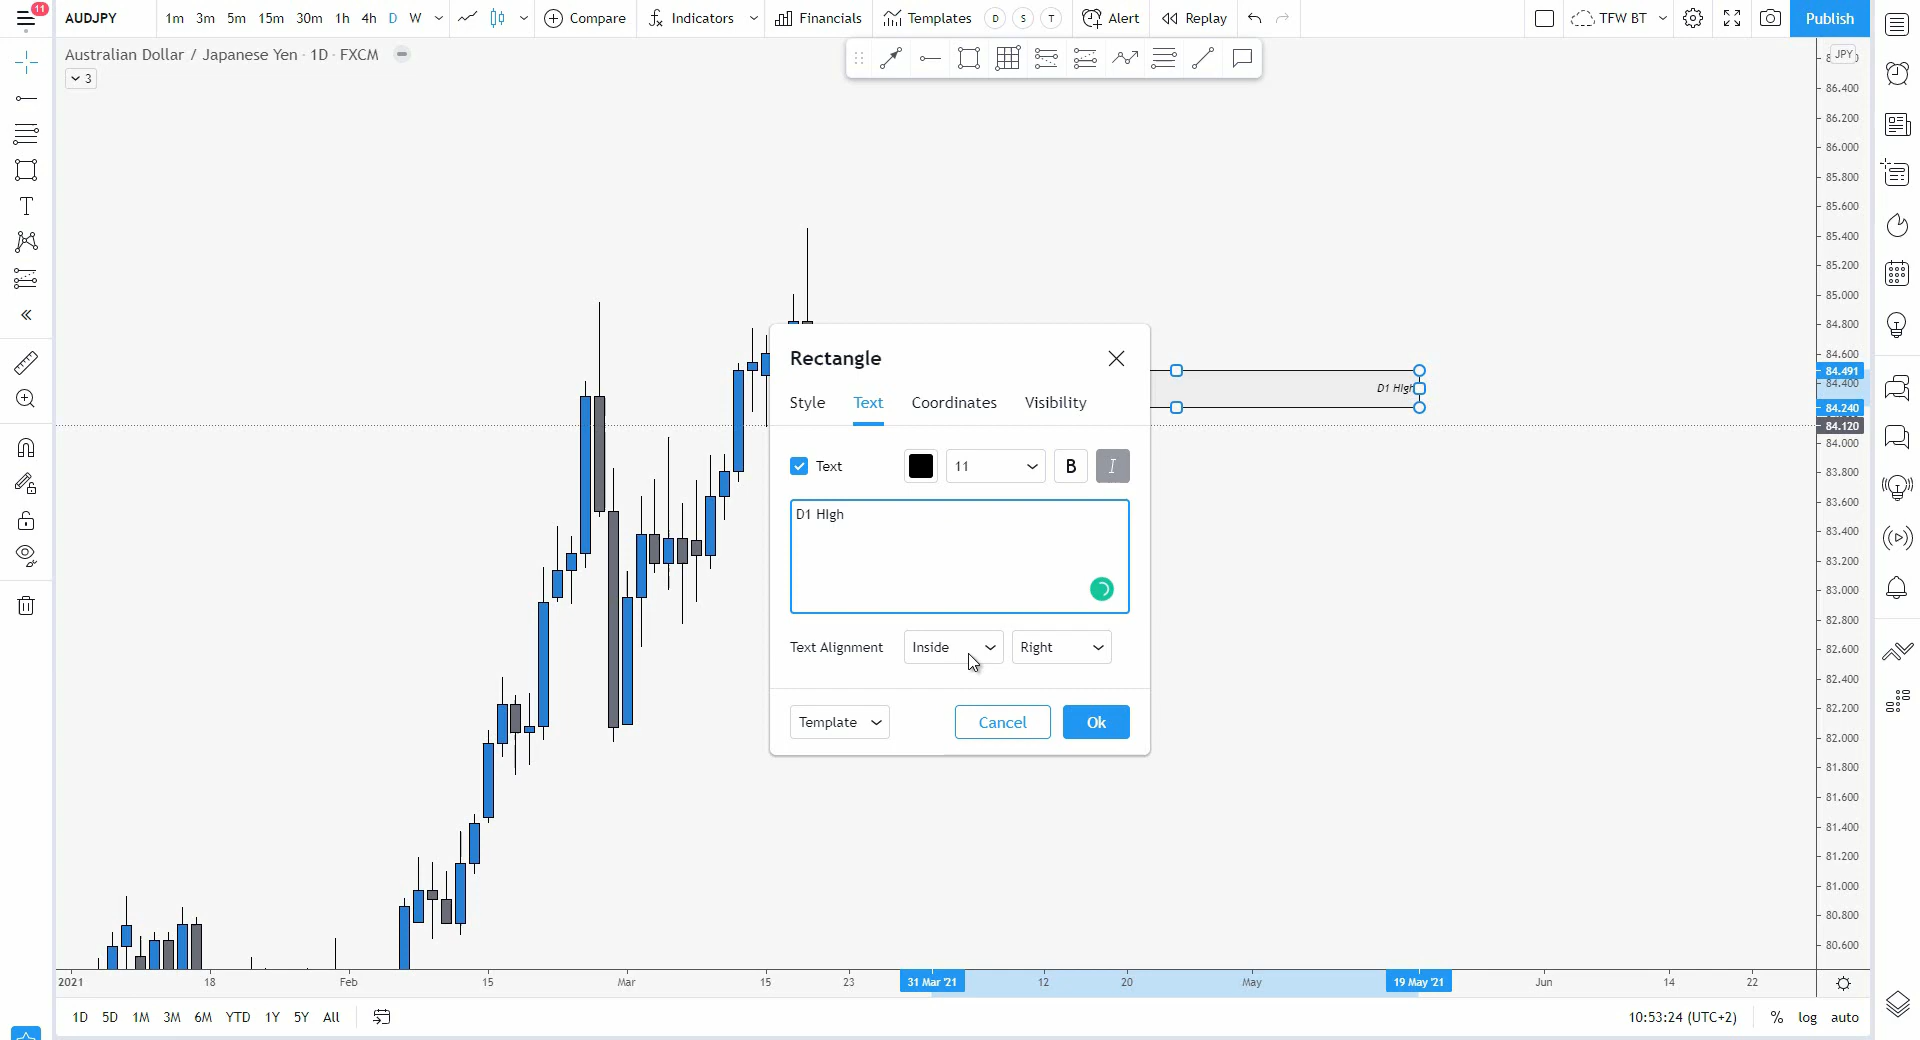 11
AUDJPY
1m 3m 5m 15m 30m 1h 4h D W
Compare
Indicators
Financials
Templates
D S T
Alert
Replay
TFW BT
Publish
Australian Dollar / Japanese Yen · 1D · FXCM
3
JPY
86.400
86.200
86.000
85.800
85.600
85.400
85.200
85.000
84.800
84.600
84.491
84.400
84.240
84.120
84.000
83.800
83.600
83.400
83.200
83.000
82.800
82.600
82.400
82.200
82.000
81.800
81.600
81.400
81.200
81.000
80.800
80.600
D1 HIgh
Rectangle
Style Text Coordinates Visibility
Text
11
B
I
D1 HIgh
Text Alignment
Inside
Right
Template
Cancel
Ok
2021 18 Feb 15 Mar 15 23 31 Mar '21 12 20 May 19 May '21 Jun 14 22
1D 5D 1M 3M 6M YTD 1Y 5Y All
10:53:24 (UTC+2)
% log auto